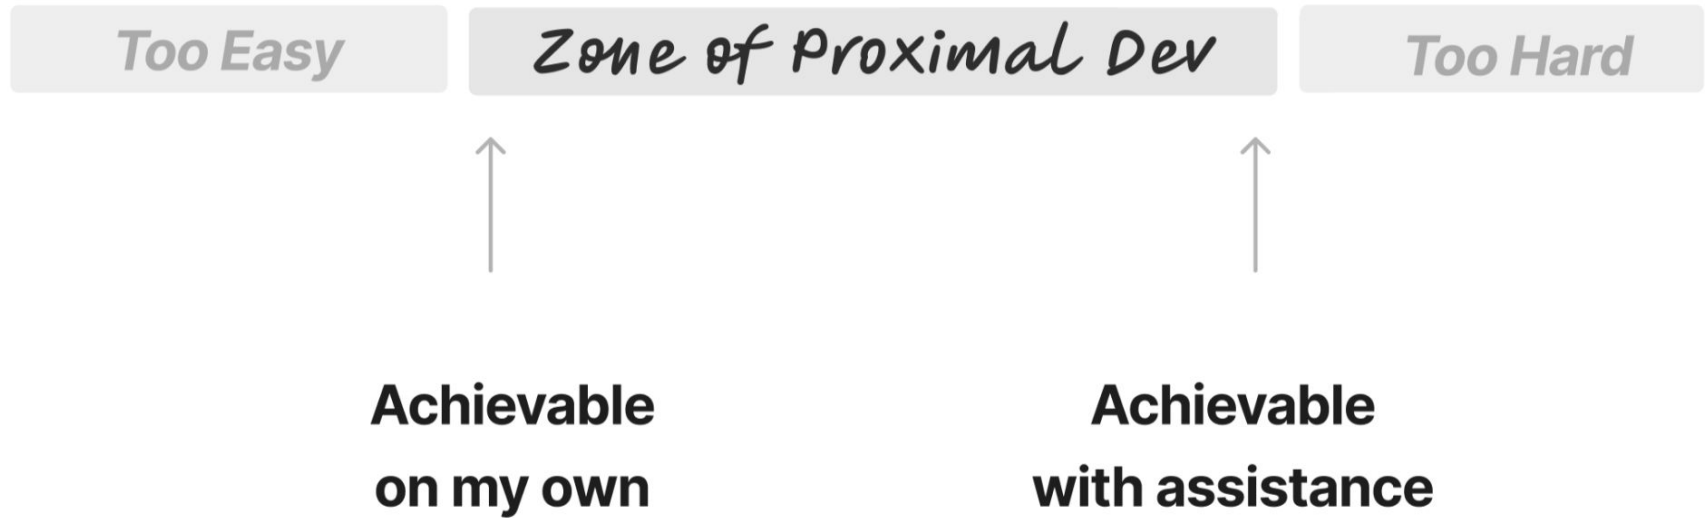 Too Easy
Zone of Proximal Dev
Too Hard
Achievable
on my own
Achievable
with assistance